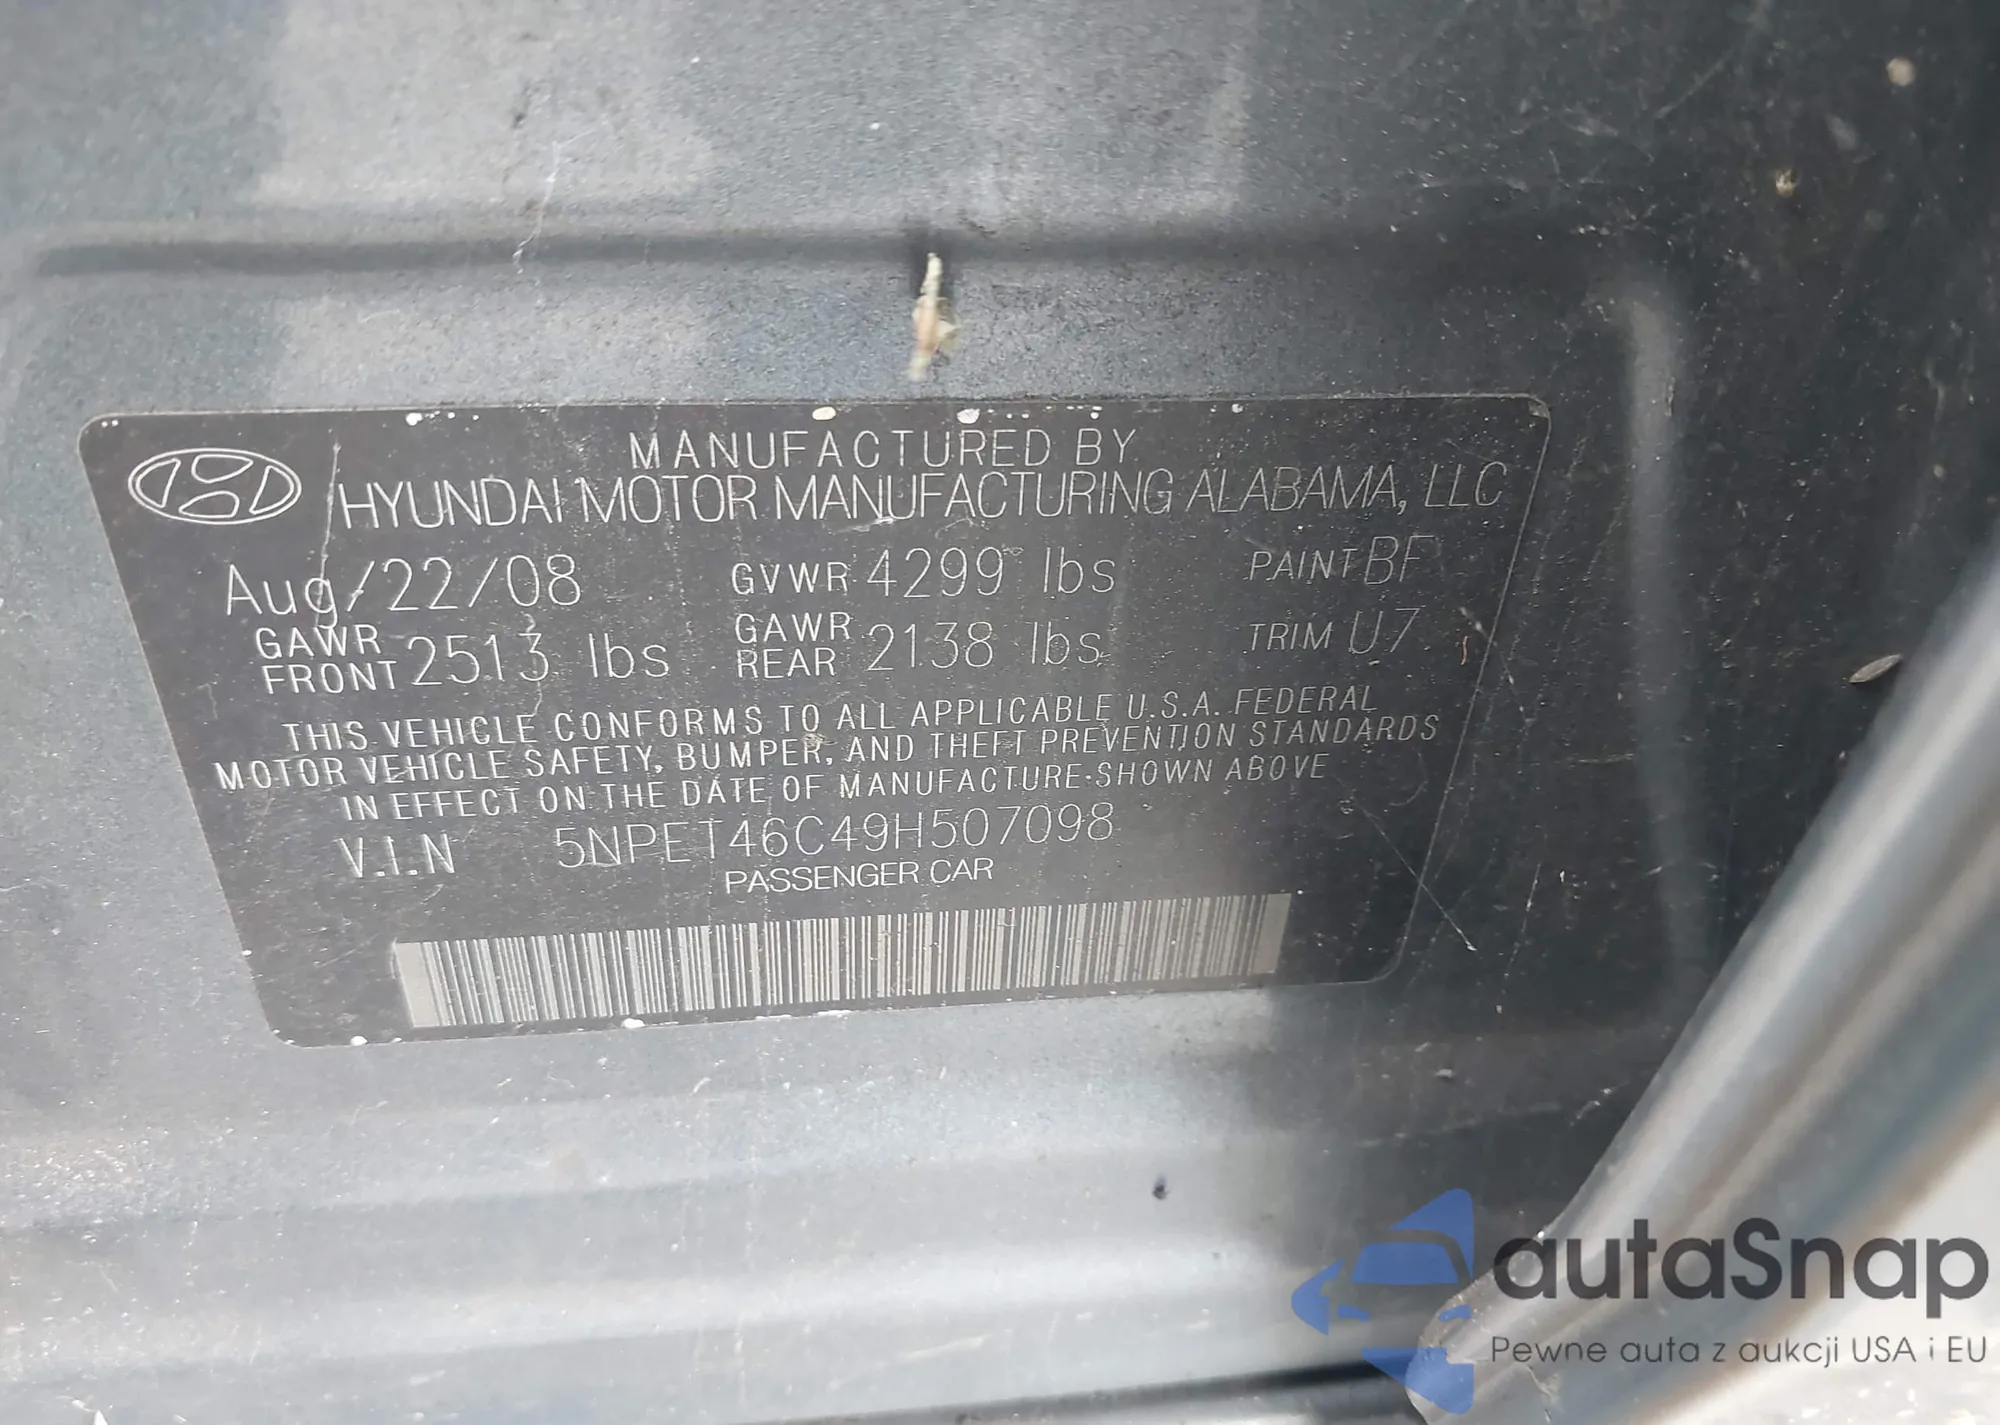 MANUFACTURED BY
HYUNDAI MOTOR MANUFACTURING ALABAMA, LLC
Aug/22/08 GVWR 4299 lbs PAINT BF
GAWR FRONT 2513 lbs GAWR REAR 2138 lbs TRIM U7
THIS VEHICLE CONFORMS TO ALL APPLICABLE U.S.A. FEDERAL
MOTOR VEHICLE SAFETY, BUMPER, AND THEFT PREVENTION STANDARDS
IN EFFECT ON THE DATE OF MANUFACTURE SHOWN ABOVE
V.I.N 5NPET46C49H507098
PASSENGER CAR
autaSnap
Pewne auta z aukcji USA i EU